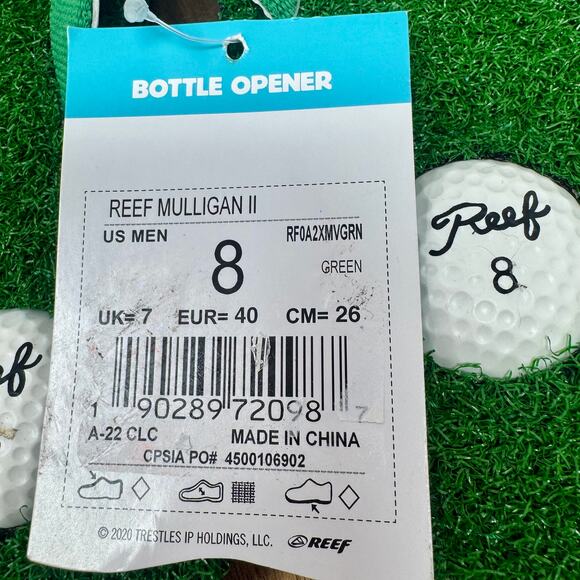 BOTTLE OPENER
REEF MULLIGAN II
US MEN 8 RF0A2XMVGRN
GREEN
UK= 7 EUR= 40 CM= 26
1 90289 72098 7
A-22 CLC MADE IN CHINA
CPSIA PO# 4500106902
© 2020 TRESTLES IP HOLDINGS, LLC. REEF
Reef
8
ef